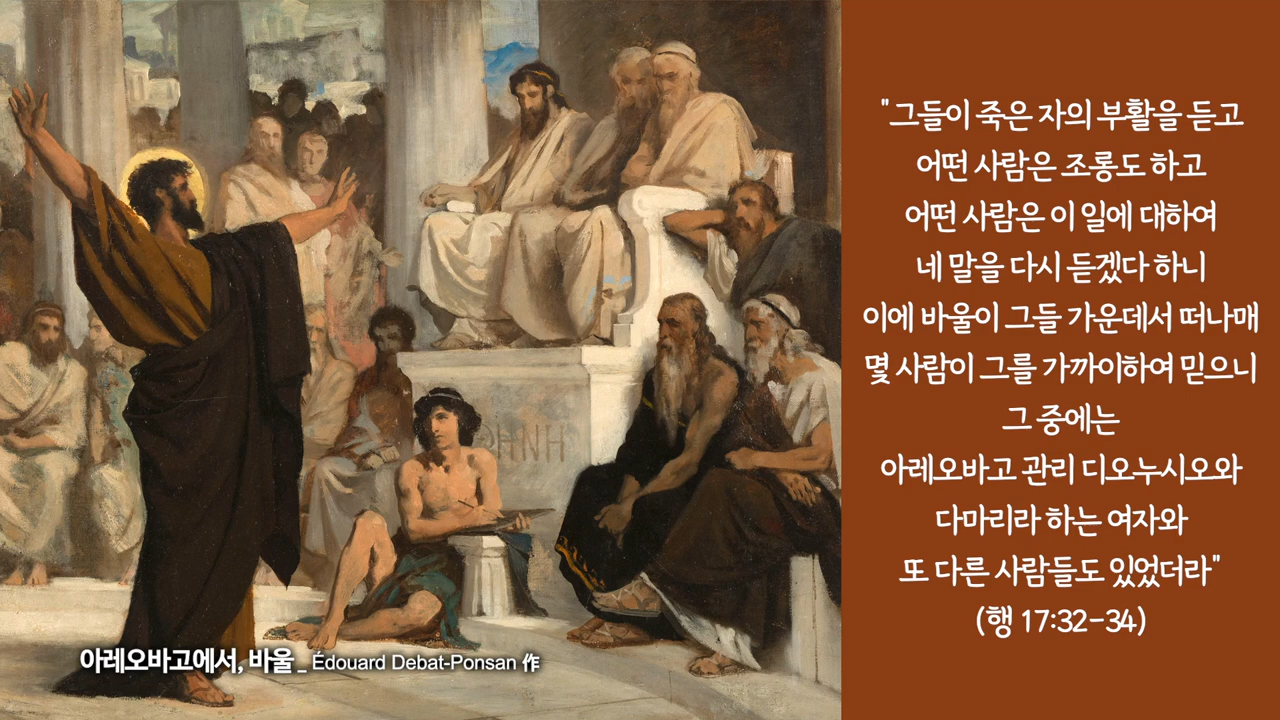 "그들이 죽은 자의 부활을 듣고
어떤 사람은 조롱도 하고
어떤 사람은 이 일에 대하여
네 말을 다시 듣겠다 하니
이에 바울이 그들 가운데서 떠나매
몇 사람이 그를 가까이하여 믿으니
그 중에는
아레오바고 관리 디오누시오와
다마리라 하는 여자와
또 다른 사람들도 있었더라"
(행 17:32-34)
ΘΗΝΗ
아레오바고에서, 바울 _ Édouard Debat-Ponsan 作